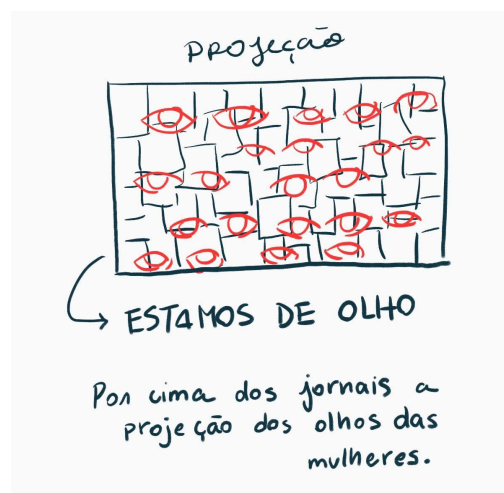 PROJEÇÃO
ESTAMOS DE OLHO
Por cima dos jornais a
projeção dos olhos das
mulheres.